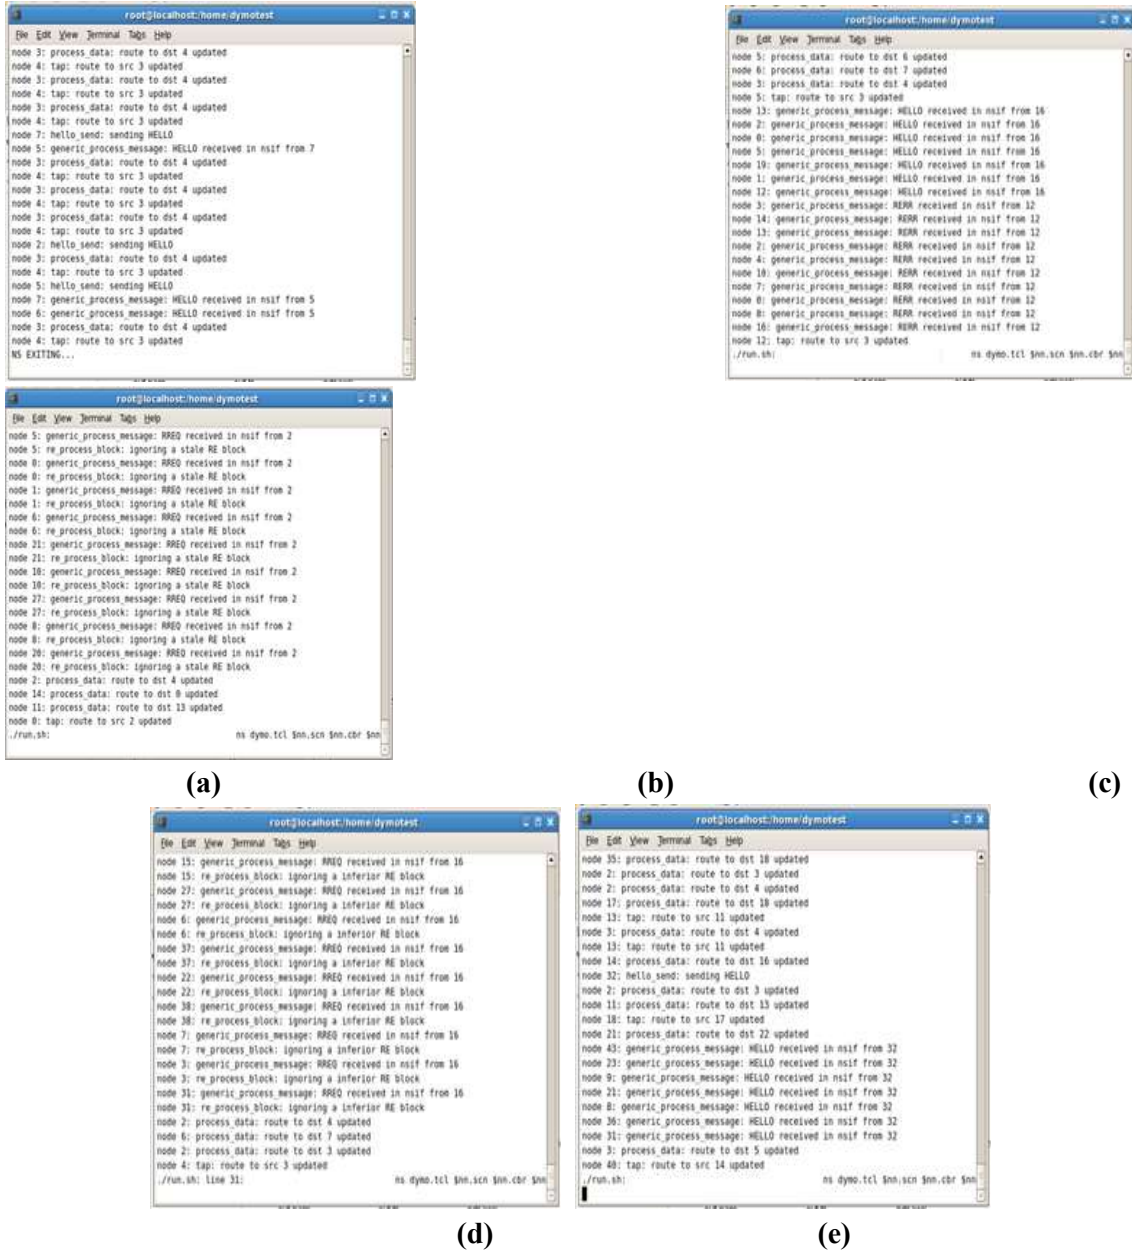 root@localhost:/home/dymotest
File Edit View Terminal Tabs Help
node 3: process_data: route to dst 4 updated
node 4: tap: route to src 3 updated
node 3: process_data: route to dst 4 updated
node 4: tap: route to src 3 updated
node 3: process_data: route to dst 4 updated
node 4: tap: route to src 3 updated
node 7: hello_send: sending HELLO
node 5: generic_process_message: HELLO received in nsif from 7
node 3: process_data: route to dst 4 updated
node 4: tap: route to src 3 updated
node 3: process_data: route to dst 4 updated
node 4: tap: route to src 3 updated
node 3: process_data: route to dst 4 updated
node 4: tap: route to src 3 updated
node 2: hello_send: sending HELLO
node 3: process_data: route to dst 4 updated
node 4: tap: route to src 3 updated
node 5: hello_send: sending HELLO
node 7: generic_process_message: HELLO received in nsif from 5
node 6: generic_process_message: HELLO received in nsif from 5
node 3: process_data: route to dst 4 updated
node 4: tap: route to src 3 updated
NS EXITING...
root@localhost:/home/dymotest
File Edit View Terminal Tabs Help
node 5: process_data: route to dst 6 updated
node 6: process_data: route to dst 7 updated
node 3: process_data: route to dst 4 updated
node 5: tap: route to src 3 updated
node 13: generic_process_message: HELLO received in nsif from 16
node 2: generic_process_message: HELLO received in nsif from 16
node 0: generic_process_message: HELLO received in nsif from 16
node 5: generic_process_message: HELLO received in nsif from 16
node 19: generic_process_message: HELLO received in nsif from 16
node 1: generic_process_message: HELLO received in nsif from 16
node 12: generic_process_message: HELLO received in nsif from 16
node 3: generic_process_message: RERR received in nsif from 12
node 14: generic_process_message: RERR received in nsif from 12
node 13: generic_process_message: RERR received in nsif from 12
node 2: generic_process_message: RERR received in nsif from 12
node 4: generic_process_message: RERR received in nsif from 12
node 10: generic_process_message: RERR received in nsif from 12
node 7: generic_process_message: RERR received in nsif from 12
node 0: generic_process_message: RERR received in nsif from 12
node 8: generic_process_message: RERR received in nsif from 12
node 16: generic_process_message: RERR received in nsif from 12
node 12: tap: route to src 3 updated
./run.sh: ns dymo.tcl $nn.scn $nn.cbr $nn
root@localhost:/home/dymotest
File Edit View Terminal Tabs Help
node 5: generic_process_message: RREQ received in nsif from 2
node 5: re_process_block: ignoring a stale RE block
node 0: generic_process_message: RREQ received in nsif from 2
node 0: re_process_block: ignoring a stale RE block
node 1: generic_process_message: RREQ received in nsif from 2
node 1: re_process_block: ignoring a stale RE block
node 6: generic_process_message: RREQ received in nsif from 2
node 6: re_process_block: ignoring a stale RE block
node 21: generic_process_message: RREQ received in nsif from 2
node 21: re_process_block: ignoring a stale RE block
node 10: generic_process_message: RREQ received in nsif from 2
node 10: re_process_block: ignoring a stale RE block
node 27: generic_process_message: RREQ received in nsif from 2
node 27: re_process_block: ignoring a stale RE block
node 8: generic_process_message: RREQ received in nsif from 2
node 8: re_process_block: ignoring a stale RE block
node 20: generic_process_message: RREQ received in nsif from 2
node 20: re_process_block: ignoring a stale RE block
node 2: process_data: route to dst 4 updated
node 14: process_data: route to dst 0 updated
node 11: process_data: route to dst 13 updated
node 0: tap: route to src 2 updated
./run.sh: ns dymo.tcl $nn.scn $nn.cbr $nn
(a) (b) (c)
root@localhost:/home/dymotest
File Edit View Terminal Tabs Help
node 15: generic_process_message: RREQ received in nsif from 16
node 15: re_process_block: ignoring a inferior RE block
node 27: generic_process_message: RREQ received in nsif from 16
node 27: re_process_block: ignoring a inferior RE block
node 6: generic_process_message: RREQ received in nsif from 16
node 6: re_process_block: ignoring a inferior RE block
node 37: generic_process_message: RREQ received in nsif from 16
node 37: re_process_block: ignoring a inferior RE block
node 22: generic_process_message: RREQ received in nsif from 16
node 22: re_process_block: ignoring a inferior RE block
node 38: generic_process_message: RREQ received in nsif from 16
node 38: re_process_block: ignoring a inferior RE block
node 7: generic_process_message: RREQ received in nsif from 16
node 7: re_process_block: ignoring a inferior RE block
node 3: generic_process_message: RREQ received in nsif from 16
node 3: re_process_block: ignoring a inferior RE block
node 31: generic_process_message: RREQ received in nsif from 16
node 31: re_process_block: ignoring a inferior RE block
node 2: process_data: route to dst 4 updated
node 6: process_data: route to dst 7 updated
node 2: process_data: route to dst 3 updated
node 4: tap: route to src 3 updated
./run.sh: line 31: ns dymo.tcl $nn.scn $nn.cbr $nn
root@localhost:/home/dymotest
File Edit View Terminal Tabs Help
node 35: process_data: route to dst 18 updated
node 2: process_data: route to dst 3 updated
node 2: process_data: route to dst 4 updated
node 17: process_data: route to dst 18 updated
node 13: tap: route to src 11 updated
node 3: process_data: route to dst 4 updated
node 13: tap: route to src 11 updated
node 14: process_data: route to dst 16 updated
node 32: hello_send: sending HELLO
node 2: process_data: route to dst 3 updated
node 11: process_data: route to dst 13 updated
node 18: tap: route to src 17 updated
node 21: process_data: route to dst 22 updated
node 43: generic_process_message: HELLO received in nsif from 32
node 23: generic_process_message: HELLO received in nsif from 32
node 9: generic_process_message: HELLO received in nsif from 32
node 21: generic_process_message: HELLO received in nsif from 32
node 8: generic_process_message: HELLO received in nsif from 32
node 36: generic_process_message: HELLO received in nsif from 32
node 31: generic_process_message: HELLO received in nsif from 32
node 3: process_data: route to dst 5 updated
node 40: tap: route to src 14 updated
./run.sh: ns dymo.tcl $nn.scn $nn.cbr $nn
(d) (e)